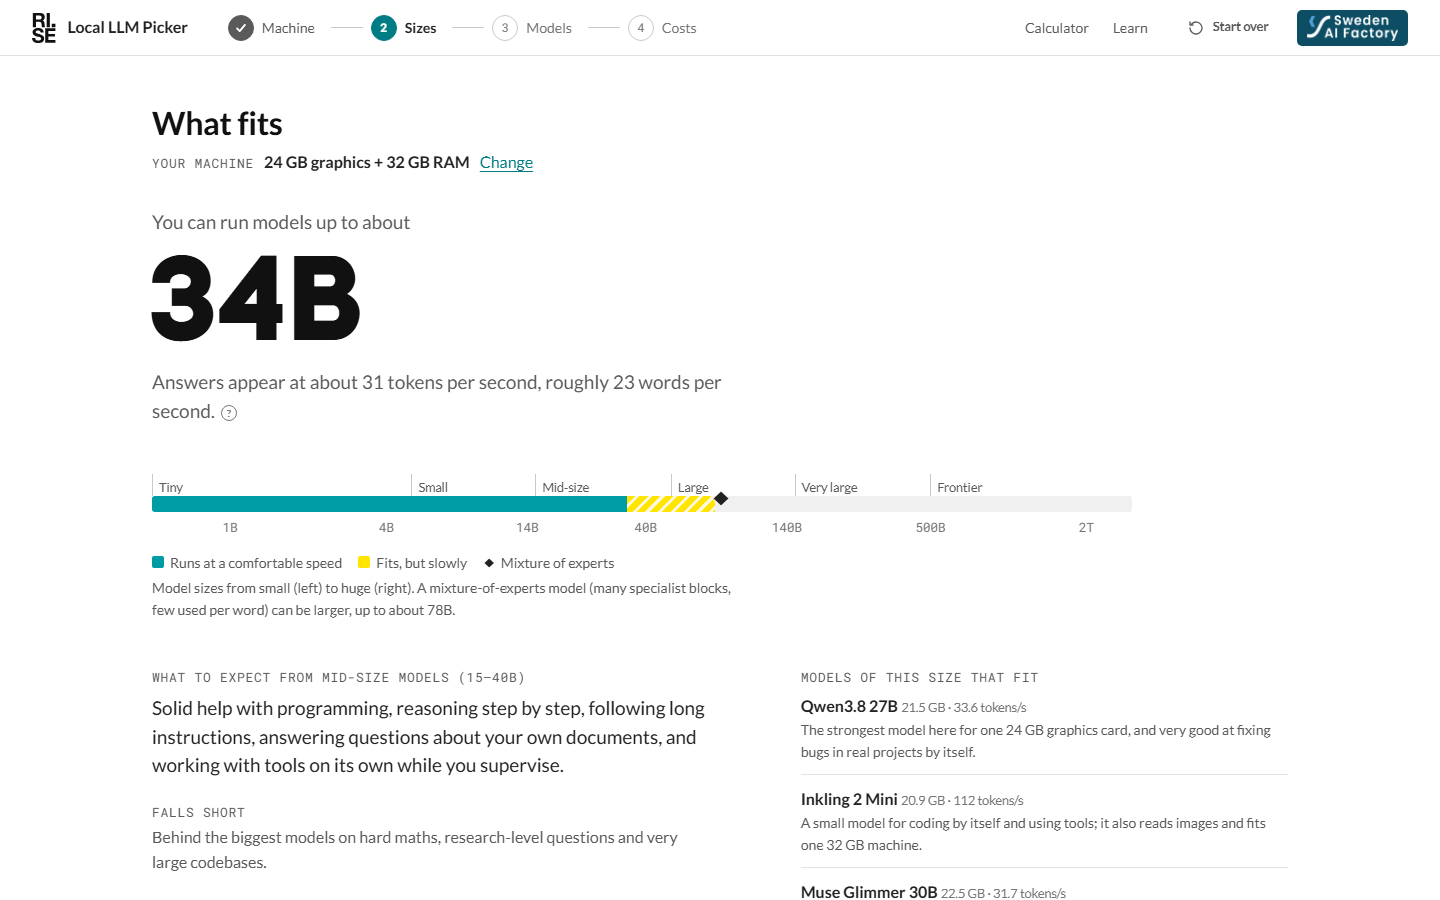 RI.
SE
Local LLM Picker
Machine
2 Sizes
3 Models
4 Costs
Calculator
Learn
Start over
Sweden
AI Factory
What fits
YOUR MACHINE 24 GB graphics + 32 GB RAM Change
You can run models up to about
34B
Answers appear at about 31 tokens per second, roughly 23 words per
second. ?
Tiny Small Mid-size Large Very large Frontier
1B 4B 14B 40B 140B 500B 2T
Runs at a comfortable speed Fits, but slowly Mixture of experts
Model sizes from small (left) to huge (right). A mixture-of-experts model (many specialist blocks,
few used per word) can be larger, up to about 78B.
WHAT TO EXPECT FROM MID-SIZE MODELS (15–40B)
Solid help with programming, reasoning step by step, following long
instructions, answering questions about your own documents, and
working with tools on its own while you supervise.
FALLS SHORT
Behind the biggest models on hard maths, research-level questions and very
large codebases.
MODELS OF THIS SIZE THAT FIT
Qwen3.8 27B 21.5 GB · 33.6 tokens/s
The strongest model here for one 24 GB graphics card, and very good at fixing
bugs in real projects by itself.
Inkling 2 Mini 20.9 GB · 112 tokens/s
A small model for coding by itself and using tools; it also reads images and fits
one 32 GB machine.
Muse Glimmer 30B 22.5 GB · 31.7 tokens/s